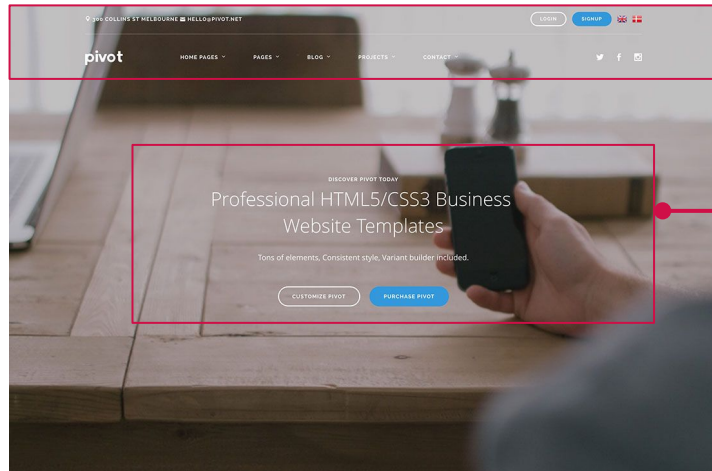 300 COLLINS ST MELBOURNE HELLO@PIVOT.NET
LOGIN SIGNUP
pivot
HOME PAGES PAGES BLOG PROJECTS CONTACT
DISCOVER PIVOT TODAY
Professional HTML5/CSS3 Business
Website Templates
Tons of elements, Consistent style, Variant builder included.
CUSTOMIZE PIVOT PURCHASE PIVOT